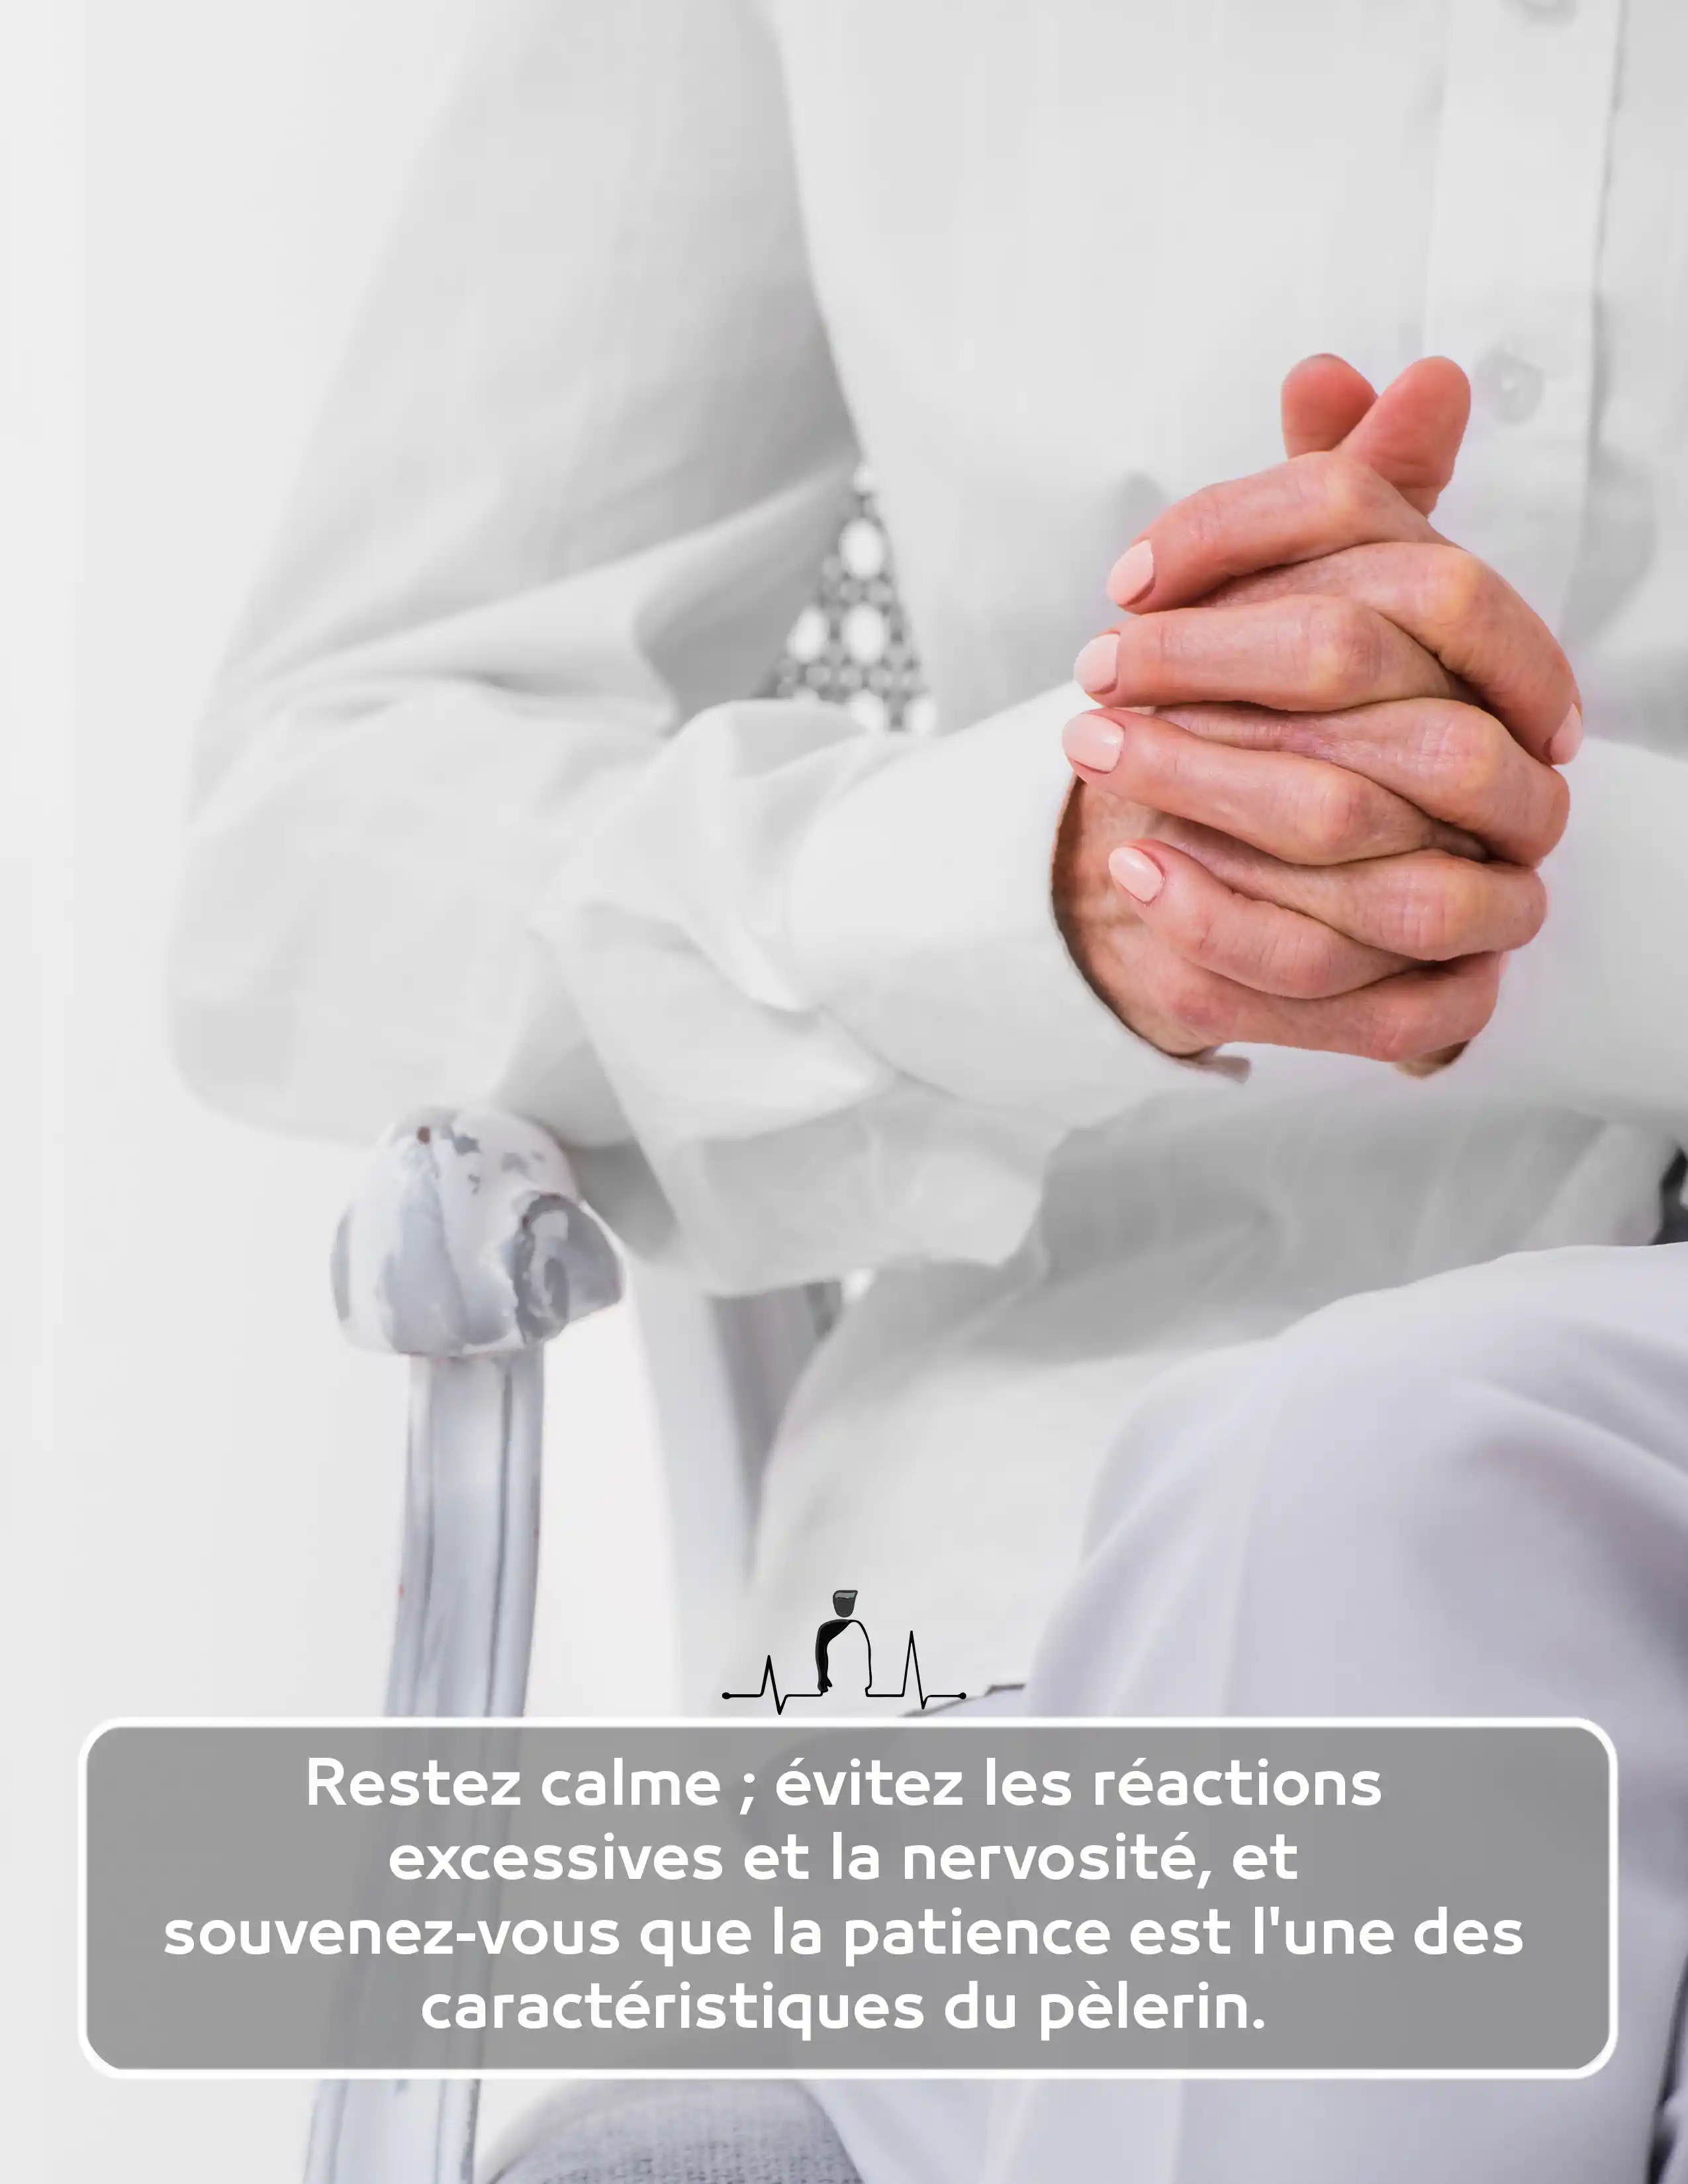 Restez calme ; évitez les réactions
excessives et la nervosité, et
souvenez-vous que la patience est l'une des
caractéristiques du pèlerin.